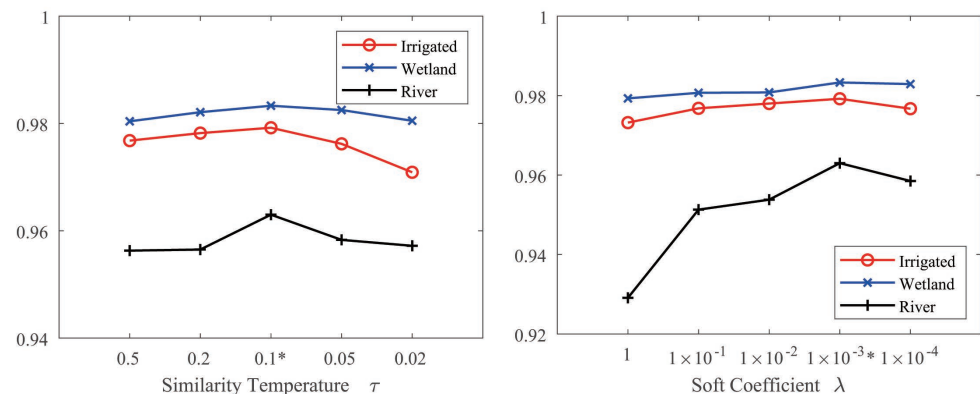 1
0.98
0.96
0.94
Irrigated
Wetland
River
0.5 0.2 0.1* 0.05 0.02
Similarity Temperature τ
1
0.98
0.96
0.94
0.92
Irrigated
Wetland
River
1 1×10⁻¹ 1×10⁻² 1×10⁻³* 1×10⁻⁴
Soft Coefficient λ